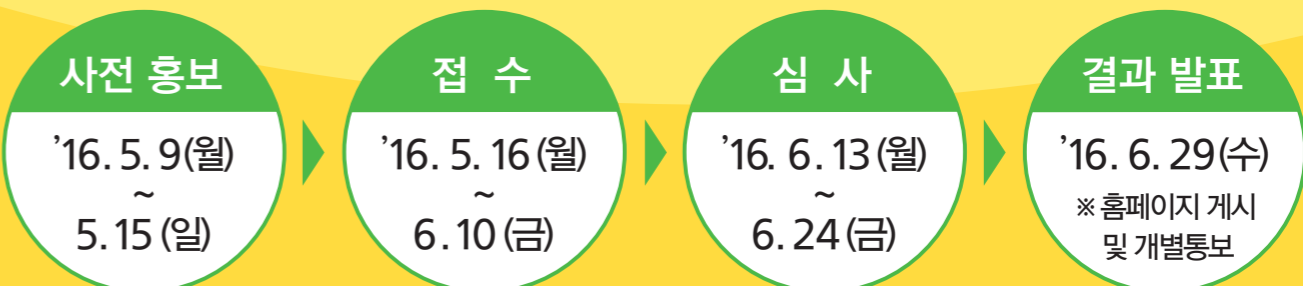 사전 홍보
’16. 5. 9(월)
~
5. 15 (일)
접 수
’16. 5. 16 (월)
~
6. 10 (금)
심 사
’16. 6. 13 (월)
~
6. 24 (금)
결과 발표
’16. 6. 29 (수)
※ 홈페이지 게시
및 개별통보